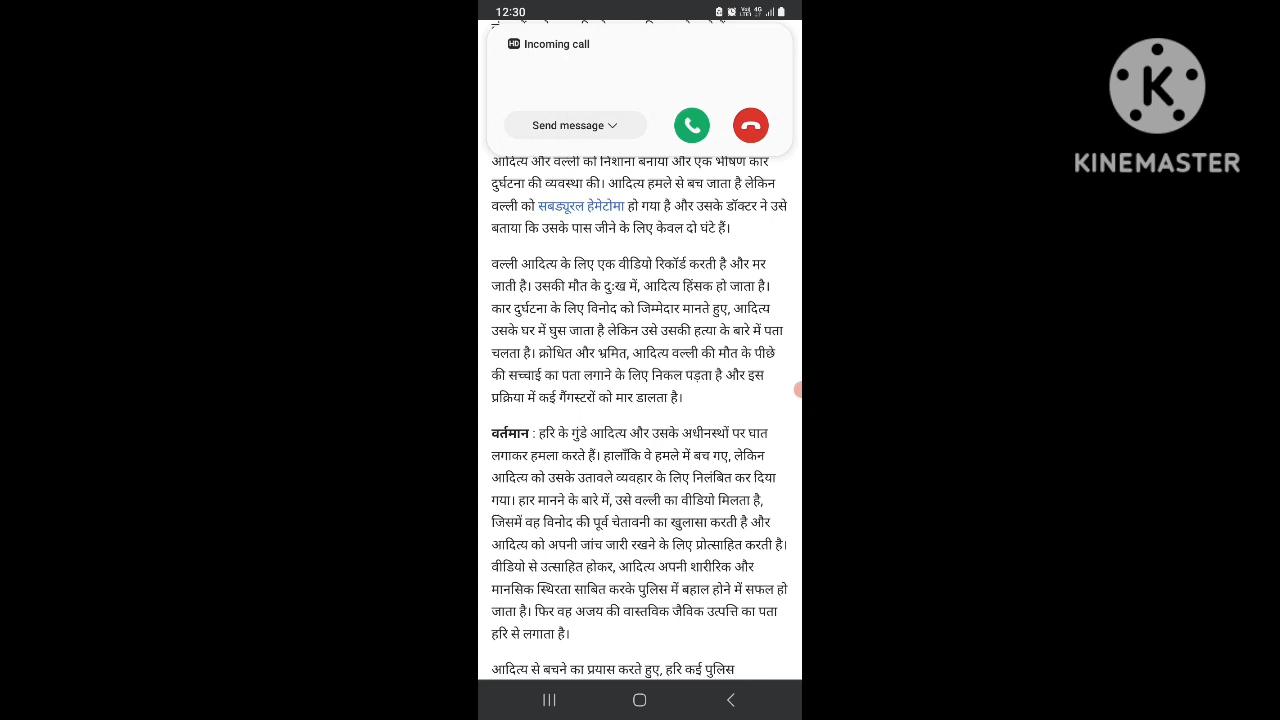 12:30
Vo) 4G
LTE1
HD Incoming call
Send message
KINEMASTER
आदित्य और वल्ली को निशाना बनाया और एक भीषण कार
दुर्घटना की व्यवस्था की। आदित्य हमले से बच जाता है लेकिन
वल्ली को सबड्यूरल हेमेटोमा हो गया है और उसके डॉक्टर ने उसे
बताया कि उसके पास जीने के लिए केवल दो घंटे हैं।
वल्ली आदित्य के लिए एक वीडियो रिकॉर्ड करती है और मर
जाती है। उसकी मौत के दुःख में, आदित्य हिंसक हो जाता है।
कार दुर्घटना के लिए विनोद को जिम्मेदार मानते हुए, आदित्य
उसके घर में घुस जाता है लेकिन उसे उसकी हत्या के बारे में पता
चलता है। क्रोधित और भ्रमित, आदित्य वल्ली की मौत के पीछे
की सच्चाई का पता लगाने के लिए निकल पड़ता है और इस
प्रक्रिया में कई गैंगस्टरों को मार डालता है।
वर्तमान : हरि के गुंडे आदित्य और उसके अधीनस्थों पर घात
लगाकर हमला करते हैं। हालाँकि वे हमले में बच गए, लेकिन
आदित्य को उसके उतावले व्यवहार के लिए निलंबित कर दिया
गया। हार मानने के बारे में, उसे वल्ली का वीडियो मिलता है,
जिसमें वह विनोद की पूर्व चेतावनी का खुलासा करती है और
आदित्य को अपनी जांच जारी रखने के लिए प्रोत्साहित करती है।
वीडियो से उत्साहित होकर, आदित्य अपनी शारीरिक और
मानसिक स्थिरता साबित करके पुलिस में बहाल होने में सफल हो
जाता है। फिर वह अजय की वास्तविक जैविक उत्पत्ति का पता
हरि से लगाता है।
आदित्य से बचने का प्रयास करते हुए, हरि कई पुलिस